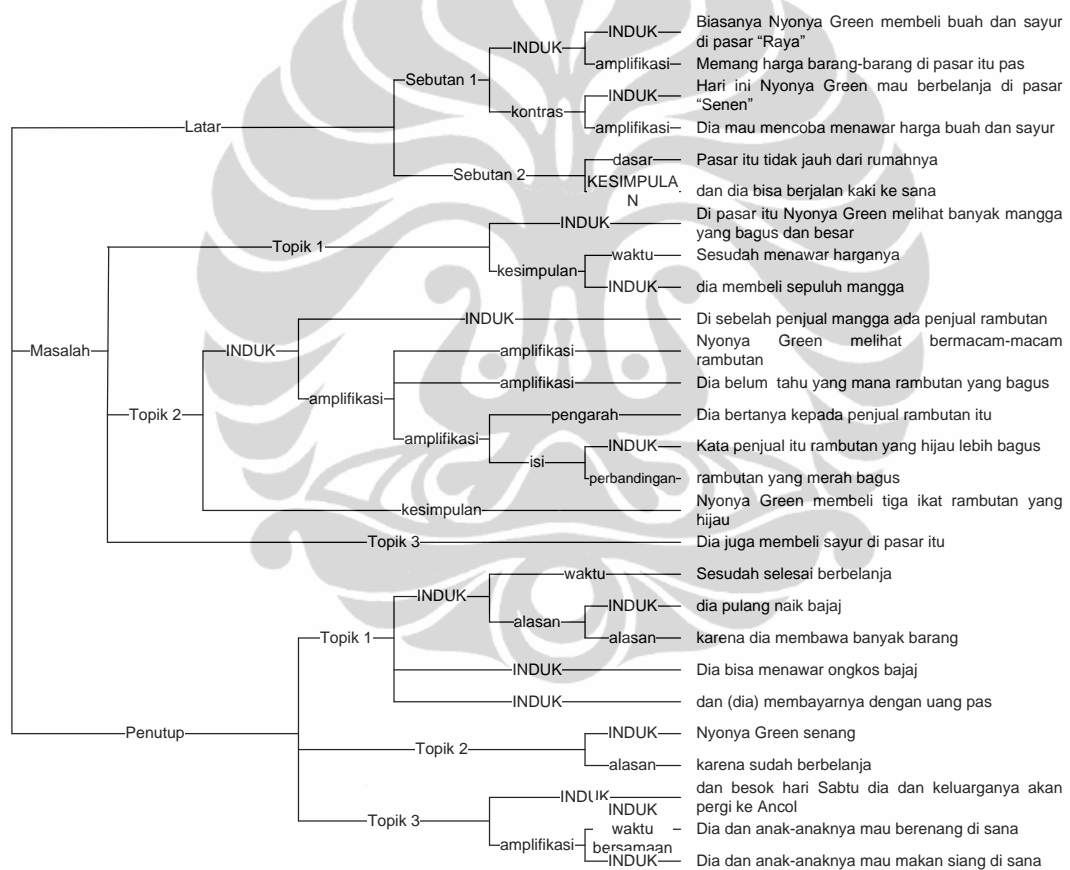 Biasanya Nyonya Green membeli buah dan sayur
INDUK
di pasar “Raya”
INDUK
amplifikasi
Memang harga barang-barang di pasar itu pas
Sebutan 1
Hari ini Nyonya Green mau berbelanja di pasar
INDUK
“Senen”
kontras
Latar
amplifikasi
Dia mau mencoba menawar harga buah dan sayur
dasar
Pasar itu tidak jauh dari rumahnya
Sebutan 2
KESIMPULA
N
dan dia bisa berjalan kaki ke sana
Di pasar itu Nyonya Green melihat banyak mangga
INDUK
yang bagus dan besar
Topik 1
waktu
Sesudah menawar harganya
kesimpulan
INDUK
dia membeli sepuluh mangga
INDUK
Di sebelah penjual mangga ada penjual rambutan
Masalah
INDUK
amplifikasi
Nyonya Green melihat bermacam-macam
rambutan
amplifikasi
Dia belum tahu yang mana rambutan yang bagus
amplifikasi
Topik 2
pengarah
Dia bertanya kepada penjual rambutan itu
amplifikasi
INDUK
Kata penjual itu rambutan yang hijau lebih bagus
isi
perbandingan
rambutan yang merah bagus
kesimpulan
Nyonya Green membeli tiga ikat rambutan yang
hijau
Topik 3
Dia juga membeli sayur di pasar itu
waktu
Sesudah selesai berbelanja
INDUK
INDUK
dia pulang naik bajaj
alasan
Topik 1
alasan
karena dia membawa banyak barang
INDUK
Dia bisa menawar ongkos bajaj
INDUK
dan (dia) membayarnya dengan uang pas
Penutup
INDUK
Nyonya Green senang
Topik 2
alasan
karena sudah berbelanja
dan besok hari Sabtu dia dan keluarganya akan
INDUK
pergi ke Ancol
Topik 3
INDUK
waktu
bersamaan
Dia dan anak-anaknya mau berenang di sana
amplifikasi
INDUK
Dia dan anak-anaknya mau makan siang di sana